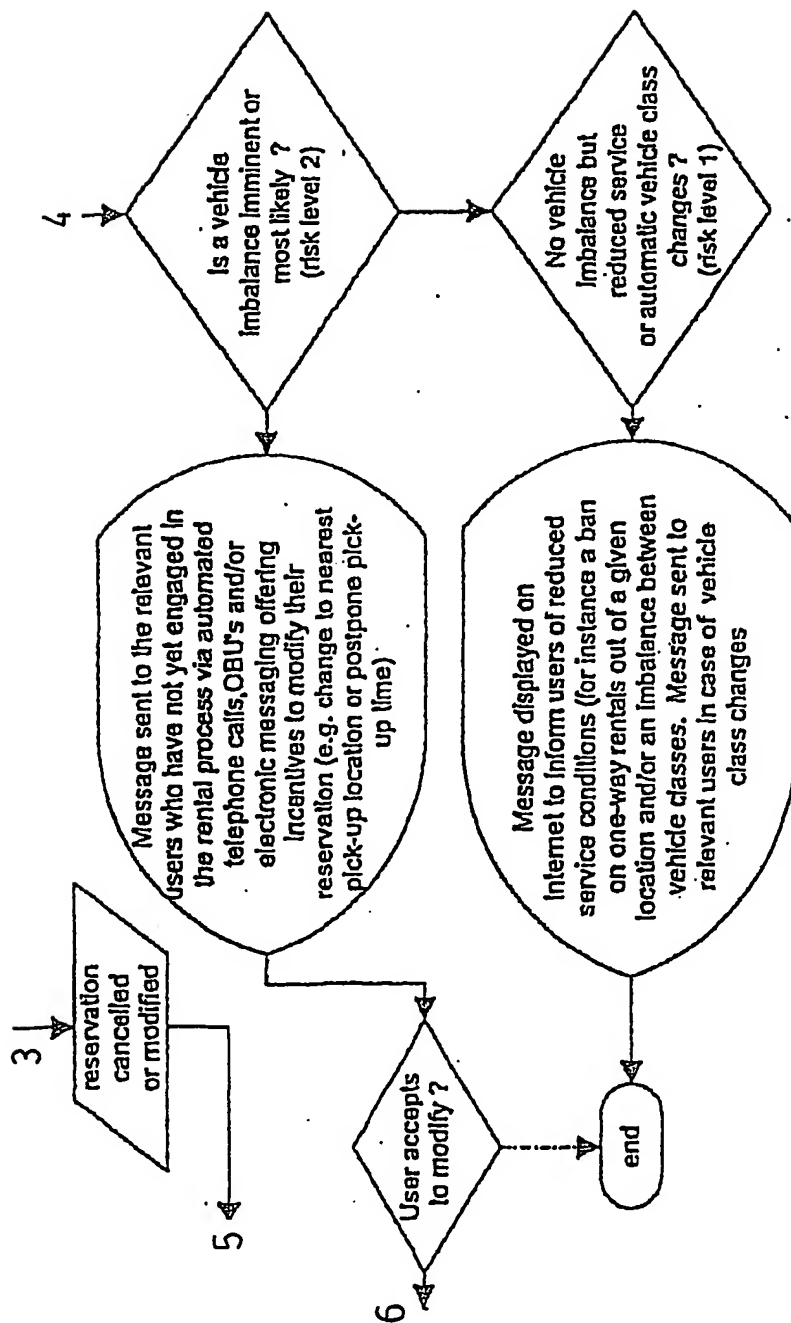 4
Is a vehicle
imbalance imminent or
most likely ?
(risk level 2)
No vehicle
imbalance but
reduced service
or automatic vehicle class
changes ?
(risk level 1)
Message sent to the relevant
users who have not yet engaged in
the rental process via automated
telephone calls,OBU's and/or
electronic messaging offering
incentives to modify their
reservation (e.g. change to nearest
pick-up location or postpone pick-
up time)
Message displayed on
Internet to inform users of reduced
service conditions (for instance a ban
on one-way rentals out of a given
location and/or an imbalance between
vehicle classes. Message sent to
relevant users in case of vehicle
class changes
3
reservation
cancelled
or modified
5
User accepts
to modify ?
6
end